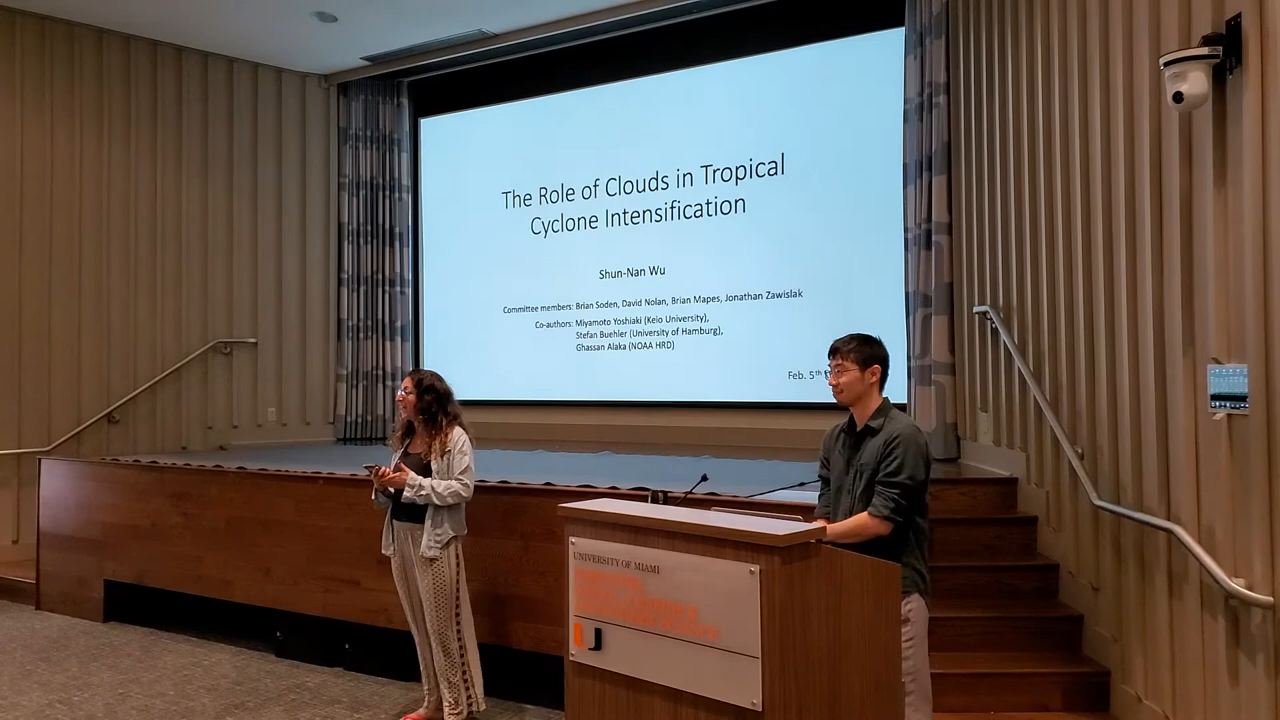 The Role of Clouds in Tropical
Cyclone Intensification
Shun-Nan Wu
Committee members: Brian Soden, David Nolan, Brian Mapes, Jonathan Zawislak
Co-authors: Miyamoto Yoshiaki (Keio University),
Stefan Buehler (University of Hamburg),
Ghassan Alaka (NOAA HRD)
Feb. 5th
UNIVERSITY OF MIAMI